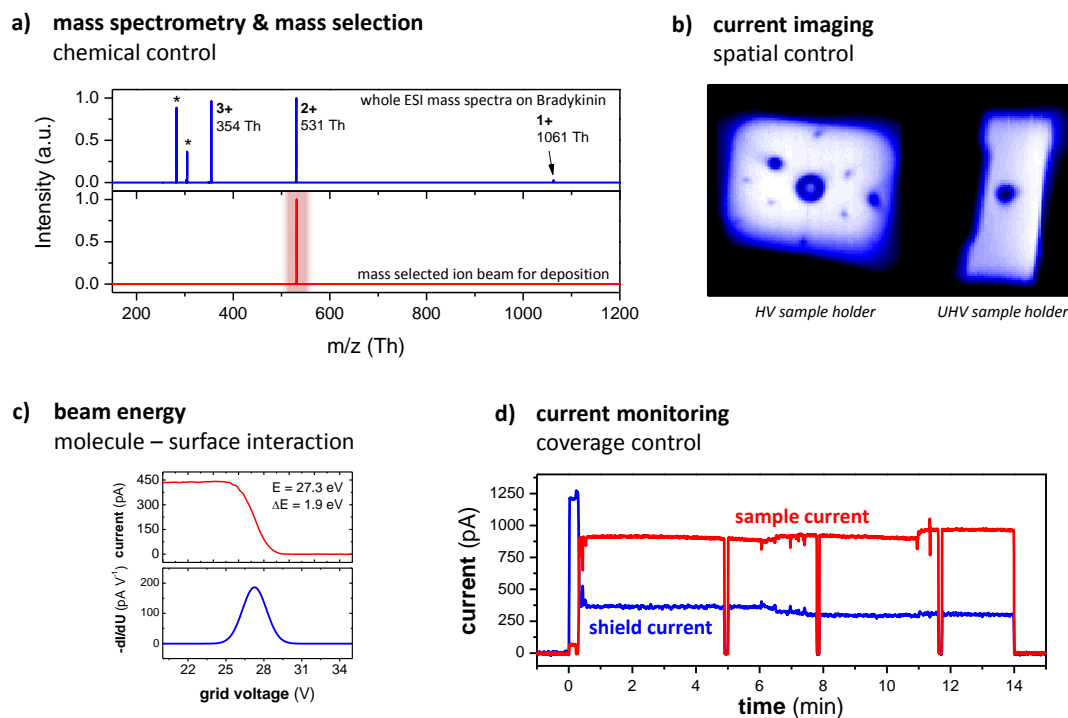 a) mass spectrometry & mass selection
chemical control
1.0
0.5
0.0
*
*
3+
354 Th
2+
531 Th
whole ESI mass spectra on Bradykinin
1+
1061 Th
1.0
0.5
0.0
mass selected ion beam for deposition
Intensity (a.u.)
200 400 600 800 1000 1200
m/z (Th)
b) current imaging
spatial control
HV sample holder
UHV sample holder
c) beam energy
molecule – surface interaction
450
300
150
0
E = 27.3 eV
ΔE = 1.9 eV
200
100
0
-dI/dU (pA V⁻¹) current (pA)
22 25 28 31 34
grid voltage (V)
d) current monitoring
coverage control
1250
1000
750
500
250
0
sample current
shield current
current (pA)
0 2 4 6 8 10 12 14
time (min)